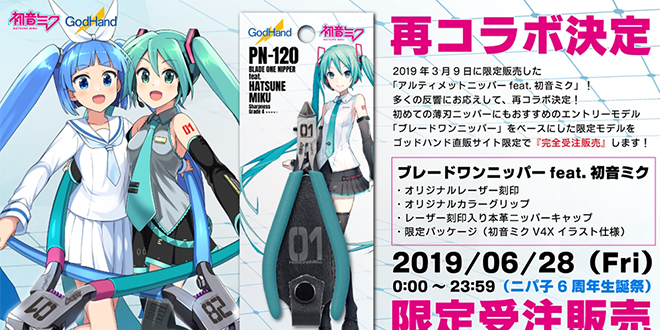 初音ミク
HATSUNE MIKU
GodHand
01
28
GodHand
初音ミク
HATSUNE MIKU
PN-120
BLADE ONE NIPPER
feat.
HATSUNE
MIKU
Sharpness
Grade 4
01
01
再コラボ決定
2019年3月9日に限定販売した
「アルティメットニッパー feat. 初音ミク」!
多くの反響にお応えして、再コラボ決定!
初めての薄刃ニッパーにもおすすめのエントリーモデル
「ブレードワンニッパー」をベースにした限定モデルを
ゴッドハンド直販サイト限定で『完全受注販売』します!
ブレードワンニッパー feat. 初音ミク
・オリジナルレーザー刻印
・オリジナルカラーグリップ
・レーザー刻印入り本革ニッパーキャップ
・限定パッケージ（初音ミク V4X イラスト仕様）
2019/06/28（Fri）
0:00 ～ 23:59（ニパ子 6 周年生誕祭）
限定受注販売